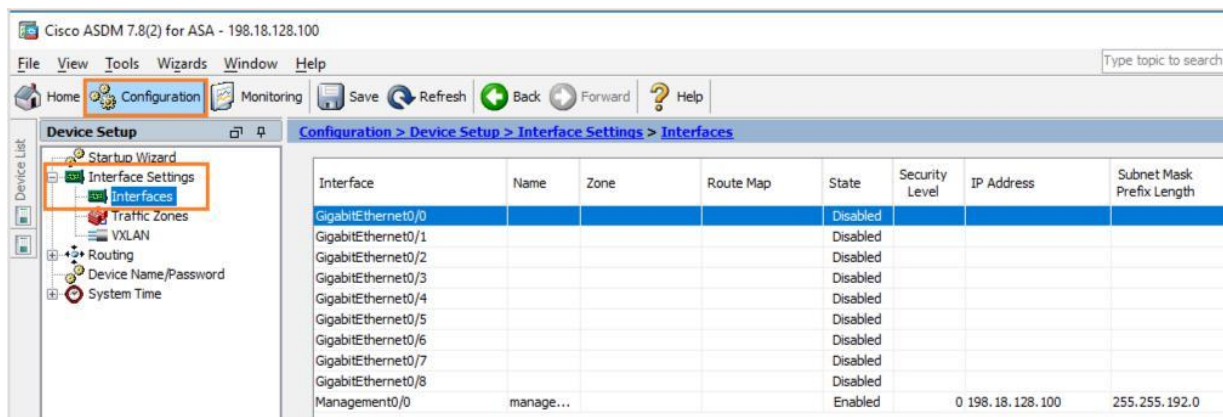 Cisco ASDM 7.8(2) for ASA - 198.18.128.100
File View Tools Wizards Window Help
Type topic to search
Home Configuration Monitoring Save Refresh Back Forward Help
Device List
Device Setup
Configuration > Device Setup > Interface Settings > Interfaces
Startup Wizard
Interface Settings
Interfaces
Traffic Zones
VXLAN
Routing
Device Name/Password
System Time
Interface Name Zone Route Map State Security Level IP Address Subnet Mask Prefix Length
GigabitEthernet0/0 Disabled
GigabitEthernet0/1 Disabled
GigabitEthernet0/2 Disabled
GigabitEthernet0/3 Disabled
GigabitEthernet0/4 Disabled
GigabitEthernet0/5 Disabled
GigabitEthernet0/6 Disabled
GigabitEthernet0/7 Disabled
GigabitEthernet0/8 Disabled
Management0/0 manage... Enabled 0 198.18.128.100 255.255.192.0